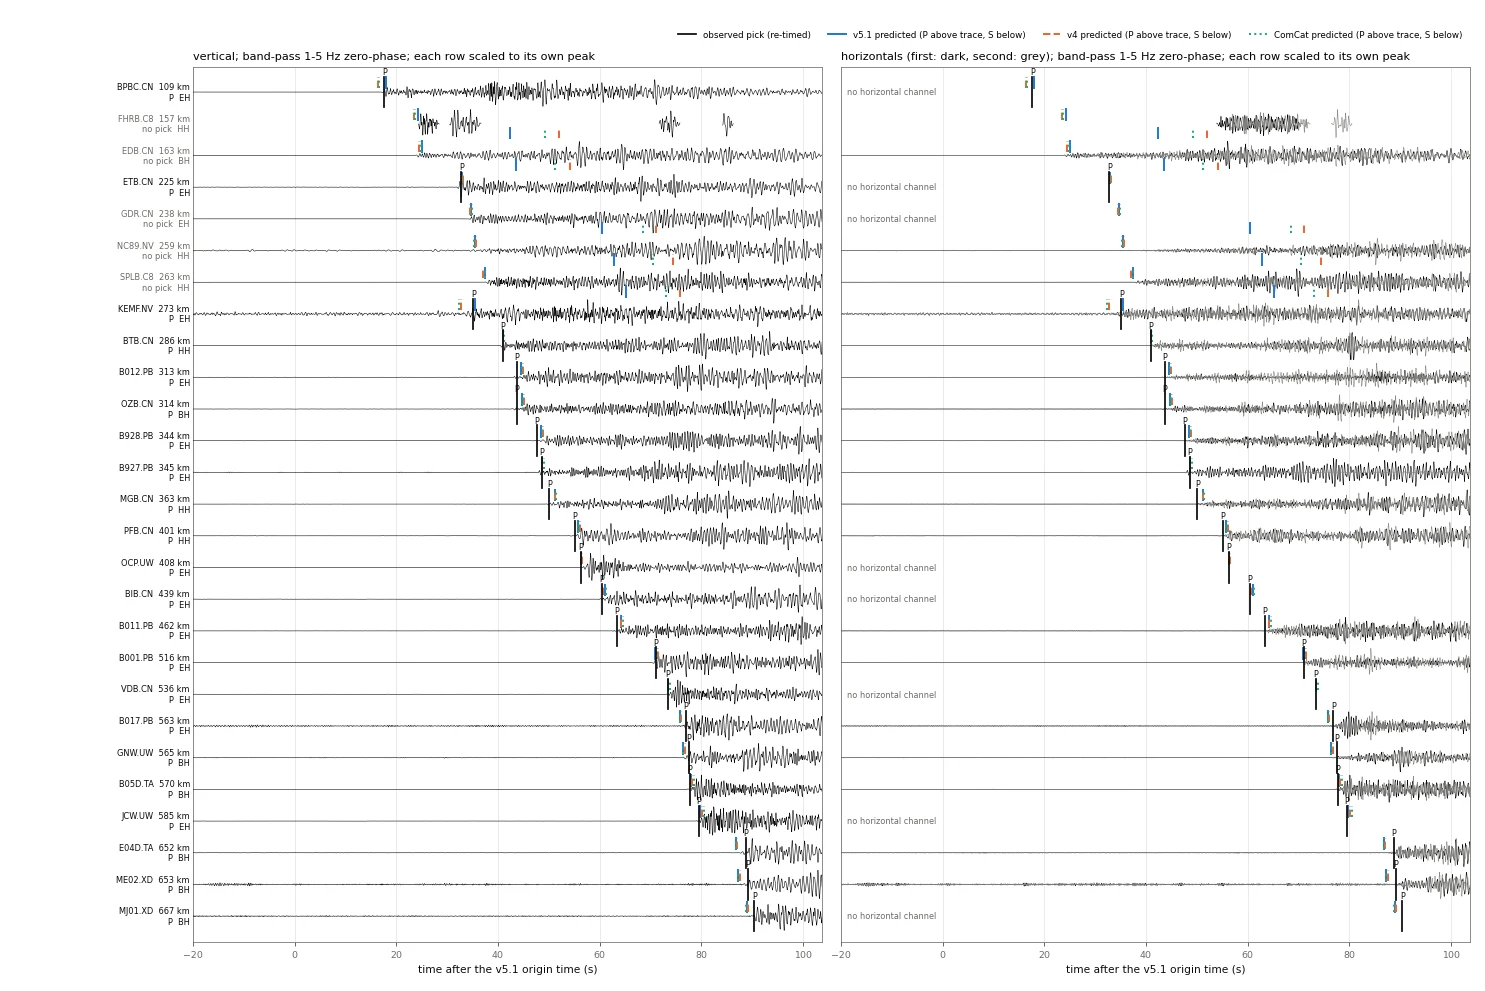 observed pick (re-timed) v5.1 predicted (P above trace, S below) v4 predicted (P above trace, S below) ComCat predicted (P above trace, S below)
vertical; band-pass 1-5 Hz zero-phase; each row scaled to its own peak
horizontals (first: dark, second: grey); band-pass 1-5 Hz zero-phase; each row scaled to its own peak
BPBC.CN 109 km
P EH
no horizontal channel
FHRB.C8 157 km
no pick HH
EDB.CN 163 km
no pick BH
ETB.CN 225 km
P EH
no horizontal channel
GDR.CN 238 km
no pick EH
no horizontal channel
NC89.NV 259 km
no pick HH
SPLB.C8 263 km
no pick HH
KEMF.NV 273 km
P EH
BTB.CN 286 km
P HH
B012.PB 313 km
P EH
OZB.CN 314 km
P BH
B928.PB 344 km
P EH
B927.PB 345 km
P EH
MGB.CN 363 km
P HH
PFB.CN 401 km
P HH
OCP.UW 408 km
P EH
no horizontal channel
BIB.CN 439 km
P EH
no horizontal channel
B011.PB 462 km
P EH
B001.PB 516 km
P EH
VDB.CN 536 km
P EH
no horizontal channel
B017.PB 563 km
P EH
GNW.UW 565 km
P BH
B05D.TA 570 km
P BH
JCW.UW 585 km
P EH
no horizontal channel
E04D.TA 652 km
P BH
ME02.XD 653 km
P BH
MJ01.XD 667 km
P BH
no horizontal channel
−20 0 20 40 60 80 100
−20 0 20 40 60 80 100
time after the v5.1 origin time (s)
time after the v5.1 origin time (s)